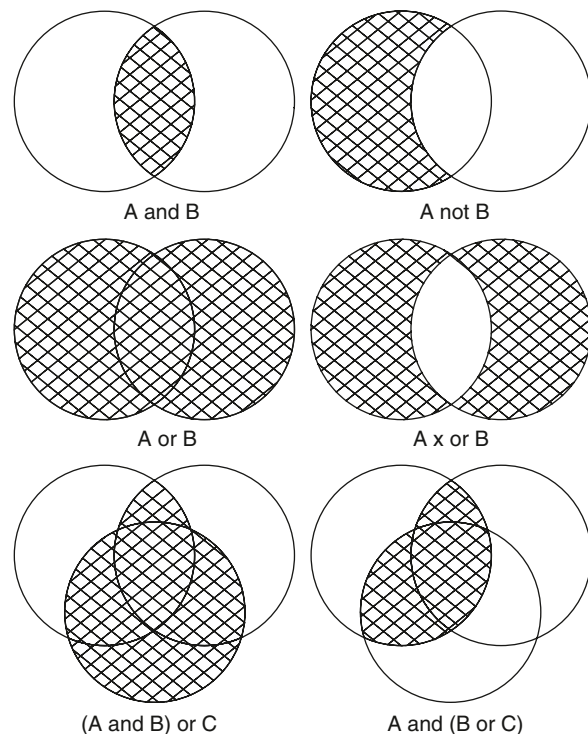 A and B
A not B
A or B
A x or B
(A and B) or C
A and (B or C)